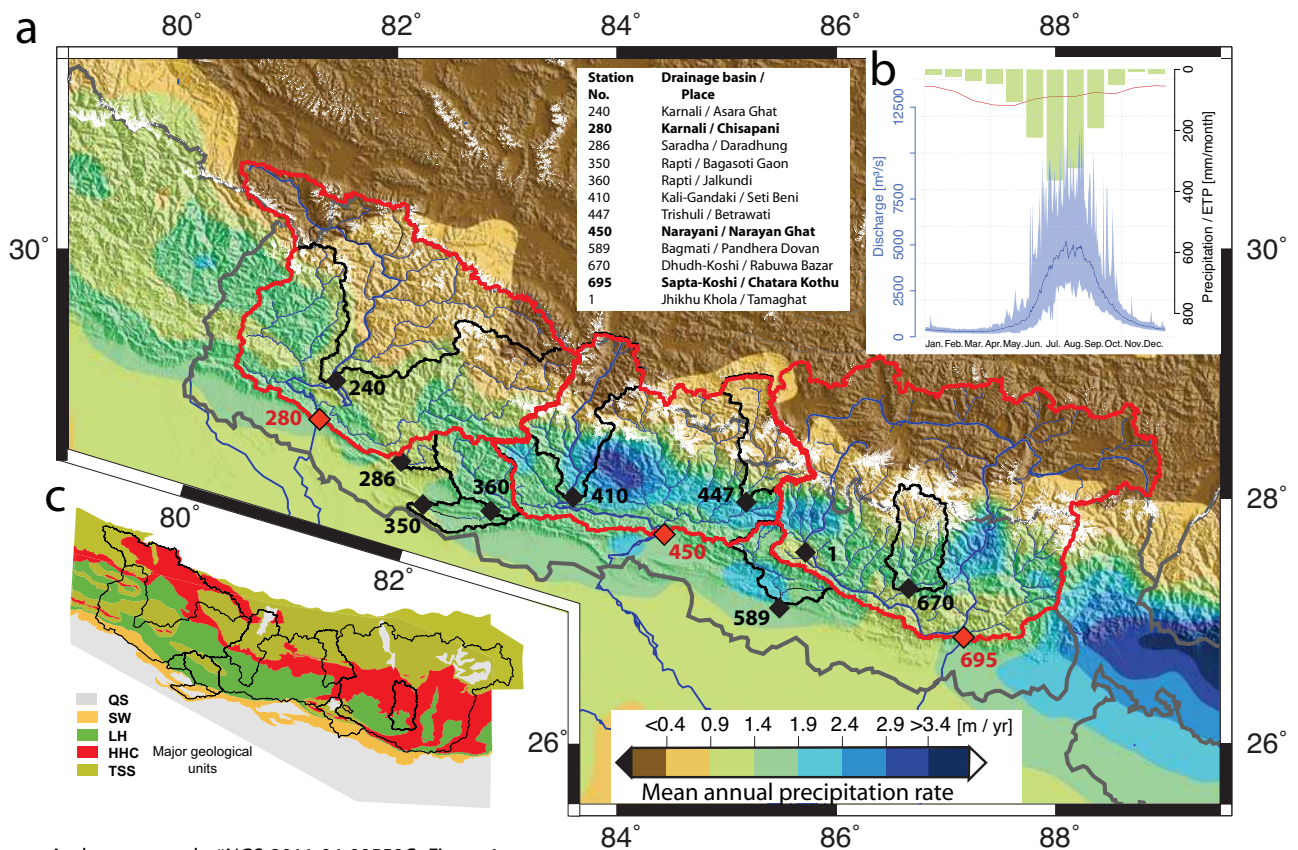 a
80° 82° 84° 86° 88°
30°
28°
26°
30°
26°
80°
82°
84° 86° 88°
Station No. Drainage basin / Place
240 Karnali / Asara Ghat
280 Karnali / Chisapani
286 Saradha / Daradhung
350 Rapti / Bagasoti Gaon
360 Rapti / Jalkundi
410 Kali-Gandaki / Seti Beni
447 Trishuli / Betrawati
450 Narayani / Narayan Ghat
589 Bagmati / Pandhera Dovan
670 Dhudh-Koshi / Rabuwa Bazar
695 Sapta-Koshi / Chatara Kothu
1 Jhikhu Khola / Tamaghat
b
Discharge [m³/s]
12500
7500
5000
2500
0
0
200
400
600
800
Precipitation / ETP [mm/month]
Jan. Feb. Mar. Apr. May. Jun. Jul. Aug. Sep. Oct. Nov. Dec.
240
280
286
350
360
410
447
450
1
589
670
695
c
QS
SW
LH
HHC
TSS
Major geological
units
<0.4 0.9 1.4 1.9 2.4 2.9 >3.4 [m / yr]
Mean annual precipitation rate